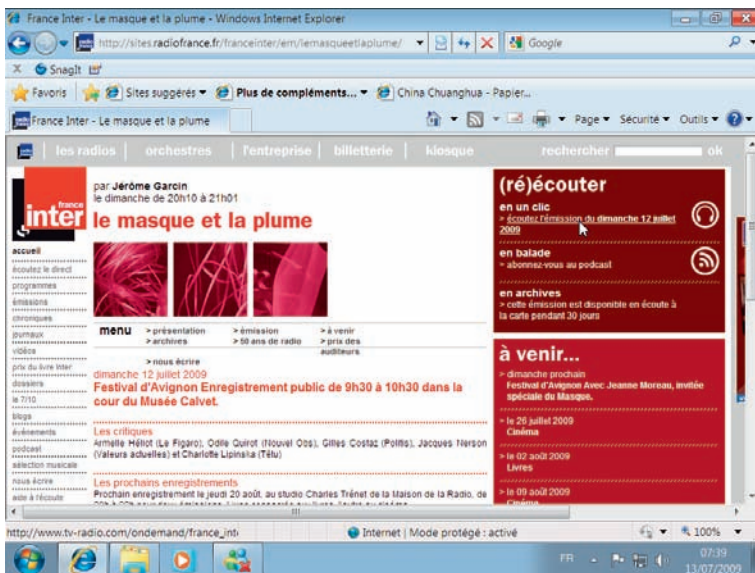 France Inter - Le masque et la plume - Windows Internet Explorer
http://sites.radiofrance.fr/franceinter/em/lemasqueetlaplume/
Google
X SnagIt
Favoris Sites suggérés Plus de compléments... China Chuanghua - Papier...
France Inter - Le masque et la plume
Page Sécurité Outils
les radios orchestres l'entreprise billetterie kiosque rechercher ok
france
inter
accueil
écoutez le direct
programmes
émissions
chroniques
journaux
vidéos
prix du livre Inter
dossiers
le 7/10
blogs
événements
podcast
sélection musicale
nous écrire
aide à l'écoute
par Jérôme Garcin
le dimanche de 20h10 à 21h01
le masque et la plume
menu
> présentation
> archives
> émission
> 50 ans de radio
> à venir
> prix des
auditeurs
> nous écrire
dimanche 12 juillet 2009
Festival d'Avignon Enregistrement public de 9h30 à 10h30 dans la
cour du Musée Calvet.
Les critiques
Armelle Héliot (Le Figaro), Odile Quirot (Nouvel Obs), Gilles Costaz (Politis), Jacques Nerson
(Valeurs actuelles) et Charlotte Lipinska (Têtu)
Les prochains enregistrements
Prochain enregistrement le jeudi 20 août, au studio Charles Trénet de la Maison de la Radio, de
(ré)écouter
en un clic
> écoutez l'émission du dimanche 12 juillet
2009
en balade
> abonnez-vous au podcast
en archives
> cette émission est disponible en écoute à
la carte pendant 30 jours
à venir...
> dimanche prochain
Festival d'Avignon Avec Jeanne Moreau, invitée
spéciale du Masque.
> le 26 juillet 2009
Cinéma
> le 02 août 2009
Livres
> le 09 août 2009
Cinéma
http://www.tv-radio.com/ondemand/france_int
Internet | Mode protégé : activé
100%
FR
07:39
13/07/2009